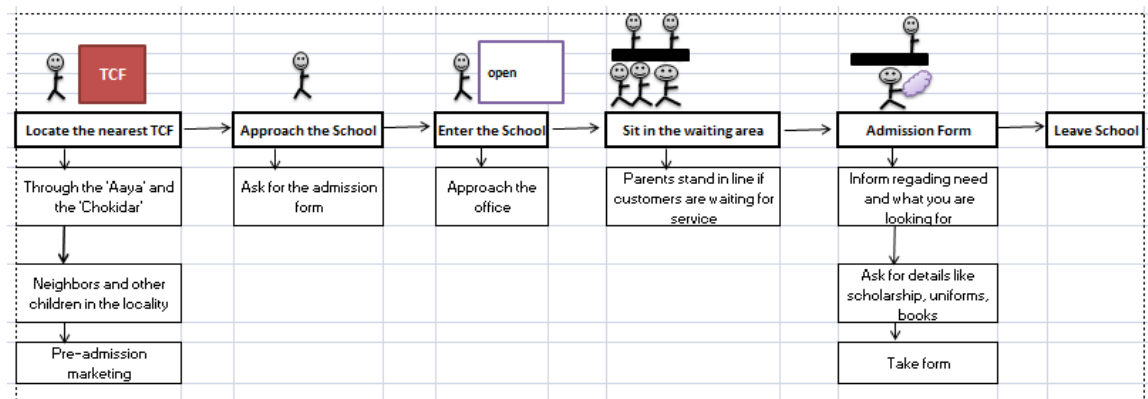 TCF
open
Locate the nearest TCF
Approach the School
Enter the School
Sit in the waiting area
Admission Form
Leave School
Through the 'Aaya' and
the 'Chokidar'
Neighbors and other
children in the locality
Pre-admission
marketing
Ask for the admission
form
Approach the
office
Parents stand in line if
customers are waiting for
service
Inform regading need
and what you are
looking for
Ask for details like
scholarship, uniforms,
books
Take form